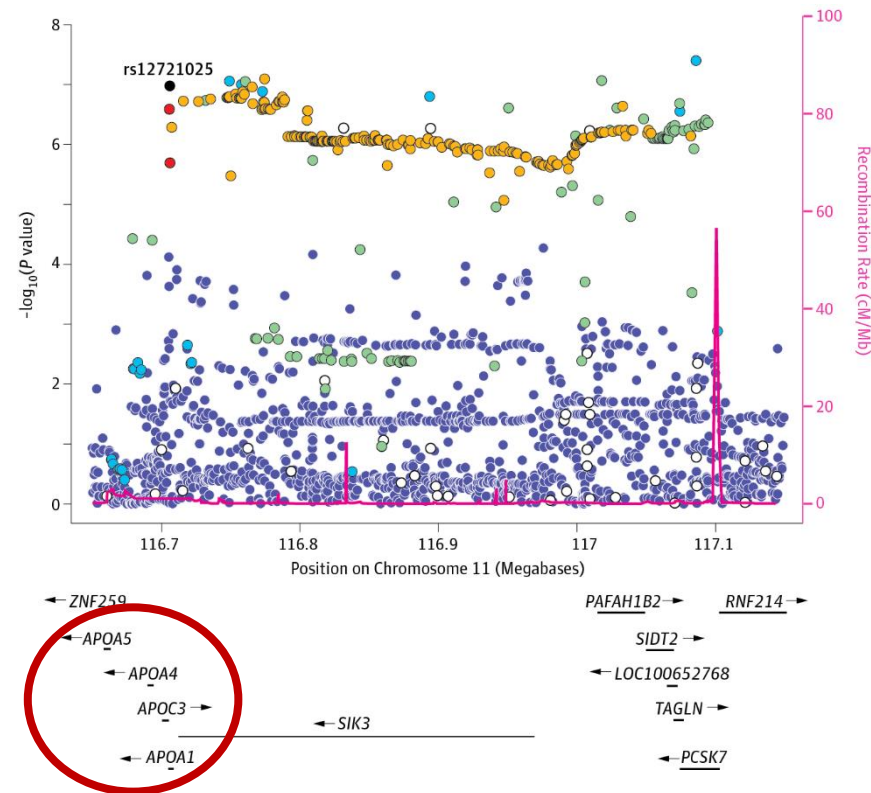 8
6
4
2
0
-log10(P value)
rs12721025
100
80
60
40
20
0
Recombination Rate (cM/Mb)
116.7 116.8 116.9 117 117.1
Position on Chromosome 11 (Megabases)
←ZNF259 PAFAH1B2→ RNF214→
←APOA5 SIDT2→
←APOA4 ←LOC100652768
APOC3→ TAGLN→
←SIK3
←APOA1 ←PCSK7